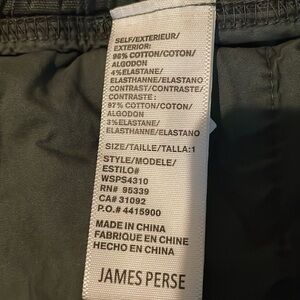 SELF/EXTERIEUR/
EXTERIOR:
96% COTTON/COTON/
ALGODON
4%ELASTANE/
ELASTHANNE/ELASTANO
CONTRAST/CONTRASTE/
CONTRASTE :
97% COTTON/COTON/
ALGODON
3%ELASTANE/
ELASTHANNE/ELASTANO
SIZE/TAILLE/TALLA:1
STYLE/MODELE/
ESTILO#
WSPS4310
RN# 95339
CA# 31092
P.O.# 4415900
MADE IN CHINA
FABRIQUE EN CHINE
HECHO EN CHINA
JAMES PERSE